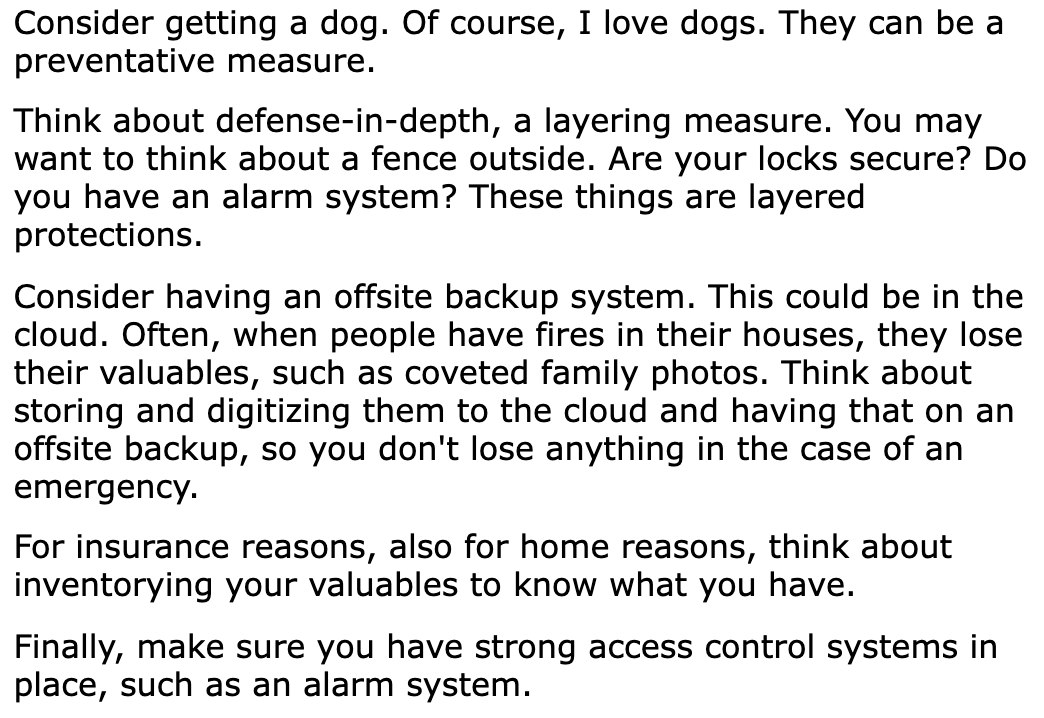 Consider getting a dog. Of course, I love dogs. They can be a
preventative measure.
Think about defense-in-depth, a layering measure. You may
want to think about a fence outside. Are your locks secure? Do
you have an alarm system? These things are layered
protections.
Consider having an offsite backup system. This could be in the
cloud. Often, when people have fires in their houses, they lose
their valuables, such as coveted family photos. Think about
storing and digitizing them to the cloud and having that on an
offsite backup, so you don't lose anything in the case of an
emergency.
For insurance reasons, also for home reasons, think about
inventorying your valuables to know what you have.
Finally, make sure you have strong access control systems in
place, such as an alarm system.